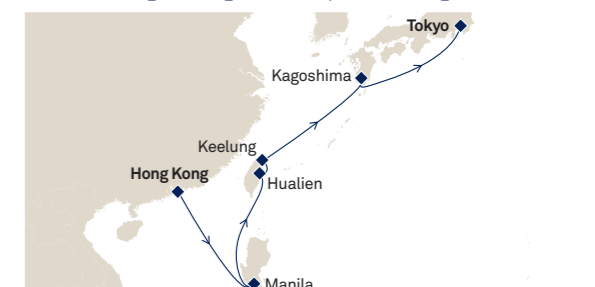 Tokyo
Kagoshima
Keelung
Hong Kong
Hualien
Manila